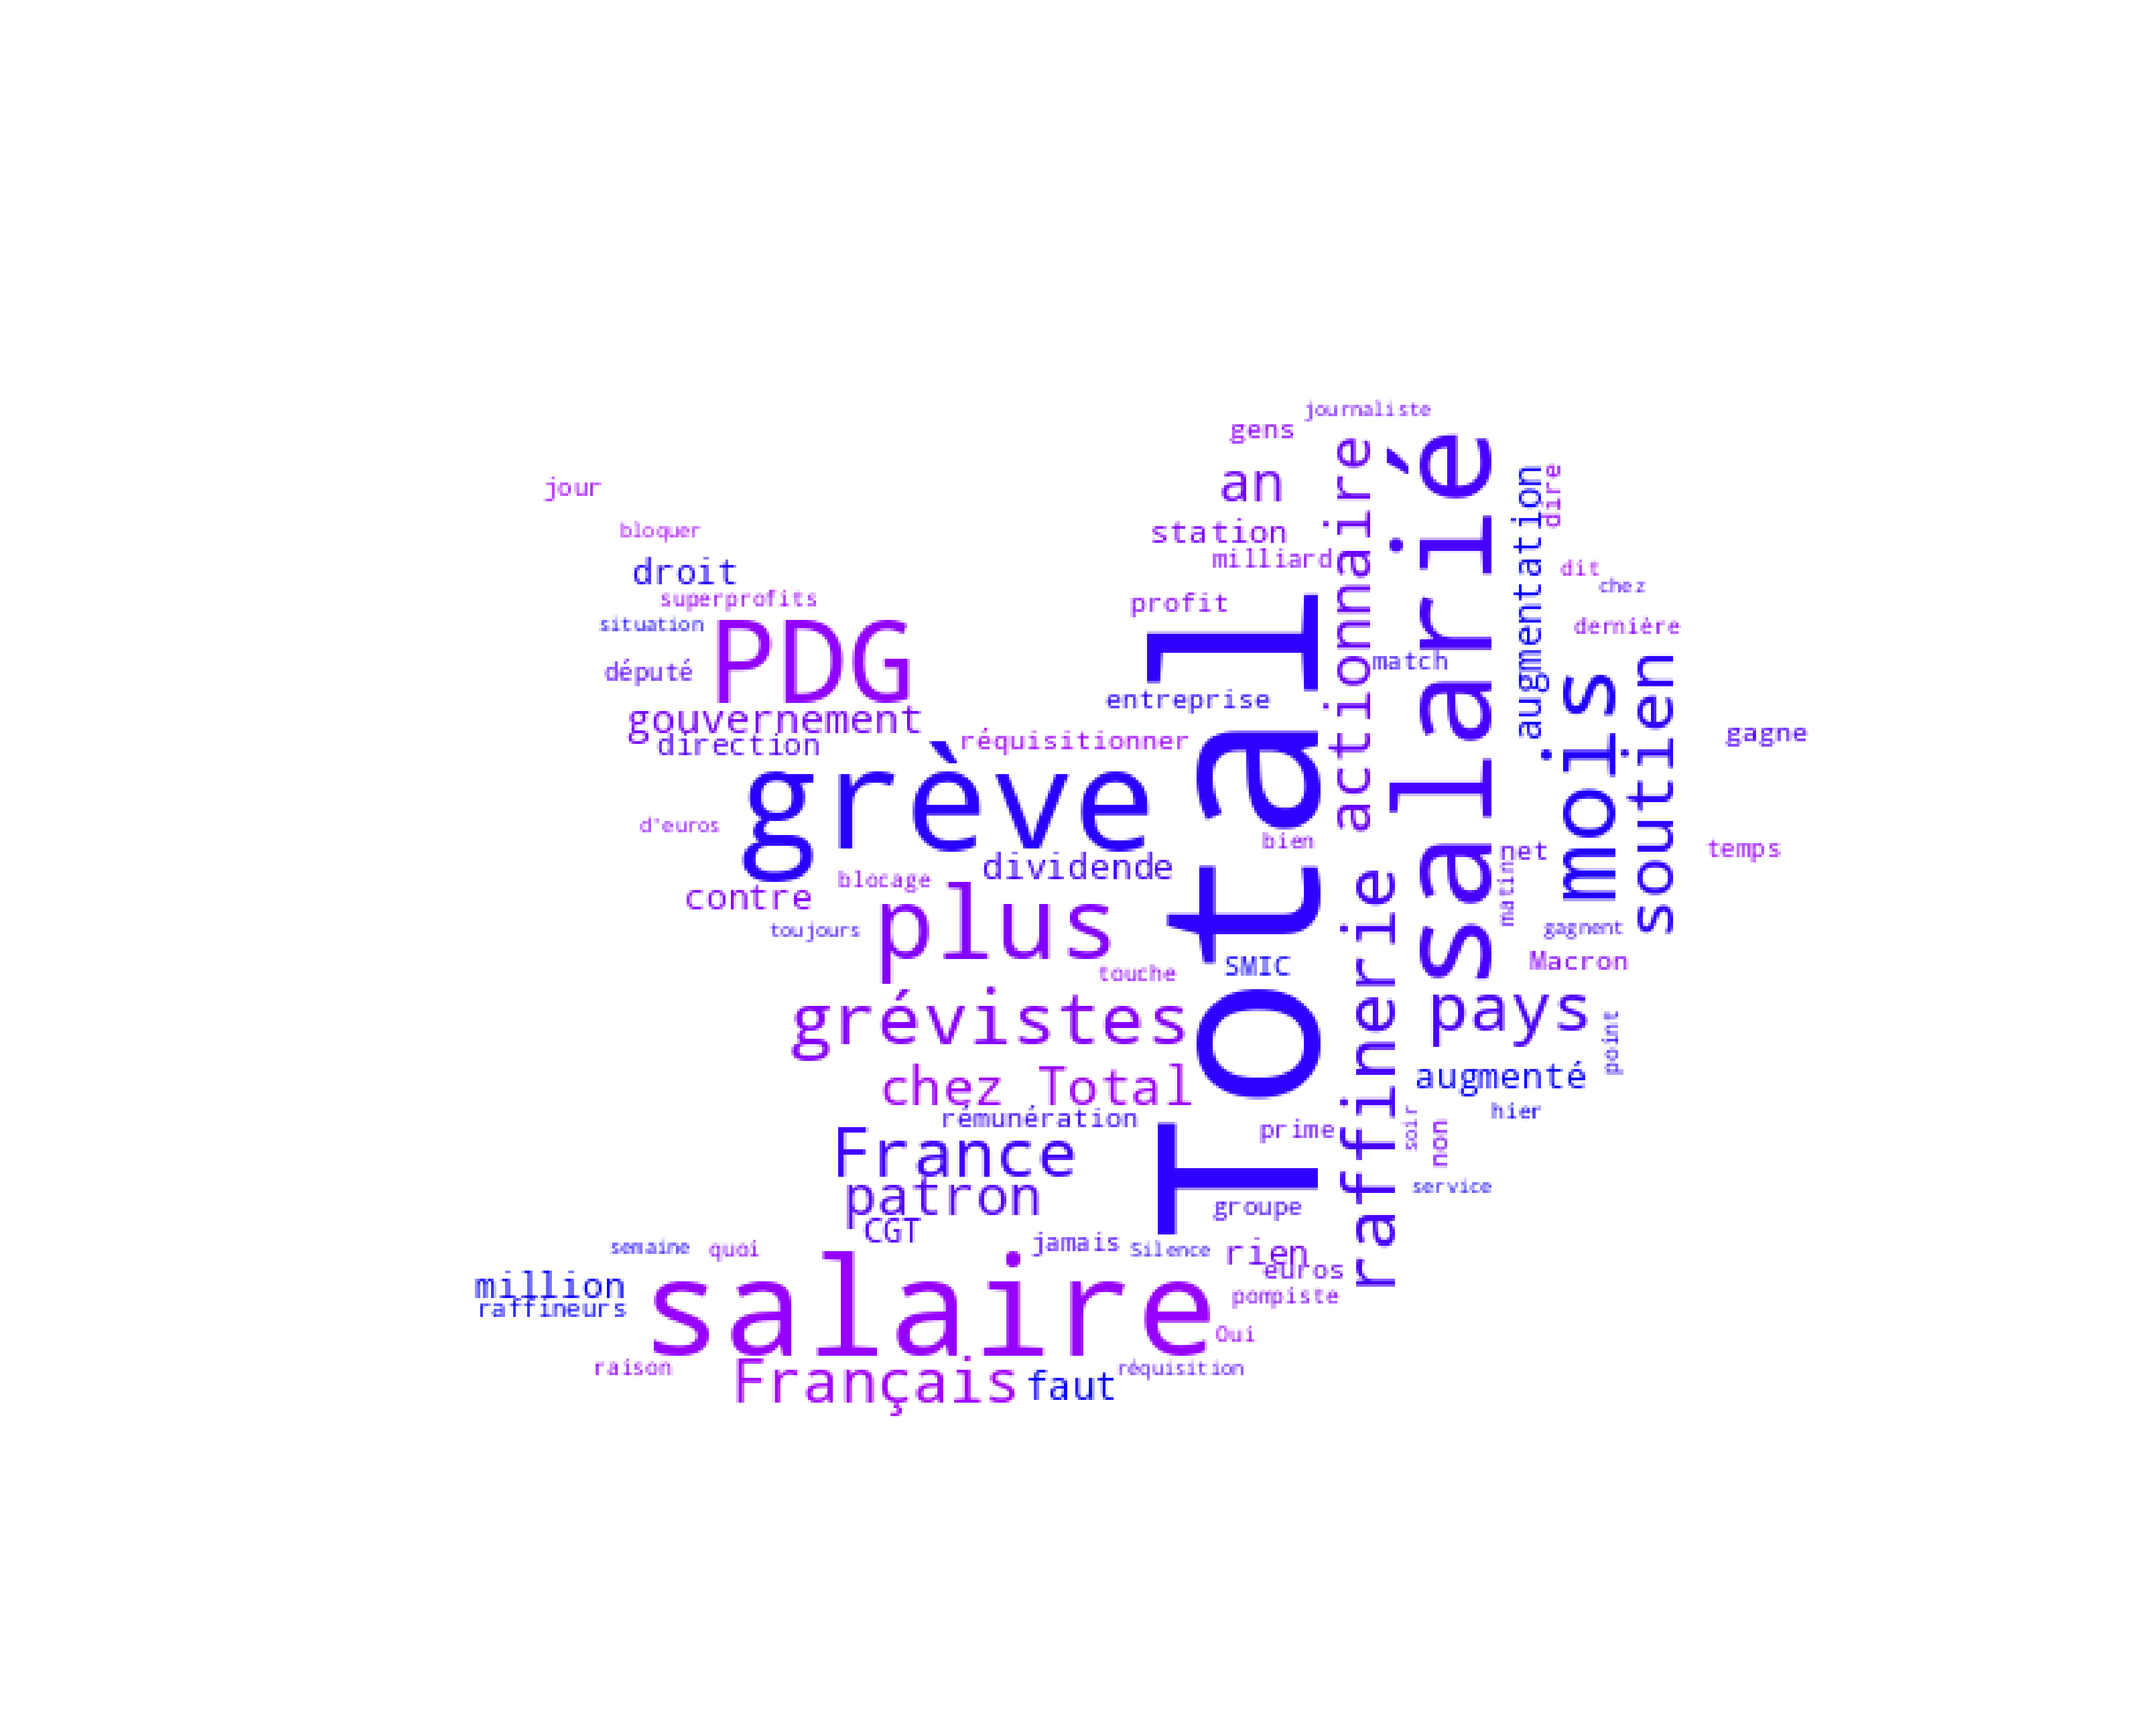 journaliste
gens
jour
an
station
bloquer
milliard
droit
superprofits
profit
situation
PDG
député
gouvernement
direction
entreprise
réquisitionner
grève
d'euros
dividende
blocage
contre
plus
toujours
touche
grévistes
chez Total
rémunération
France
patron
CGT
semaine
quoi
jamais
Silence
million
raffineurs
salaire
raison
Français
faut
réquisition
Oui
pompiste
euros
rien
groupe
prime
SMIC
bien
Total
actionnaire
raffinerie
salarié
match
augmentation
dire
dit
chez
dernière
mois
soutien
gagne
temps
net
matin
gagnent
Macron
pays
point
augmenté
hier
soir
non
service